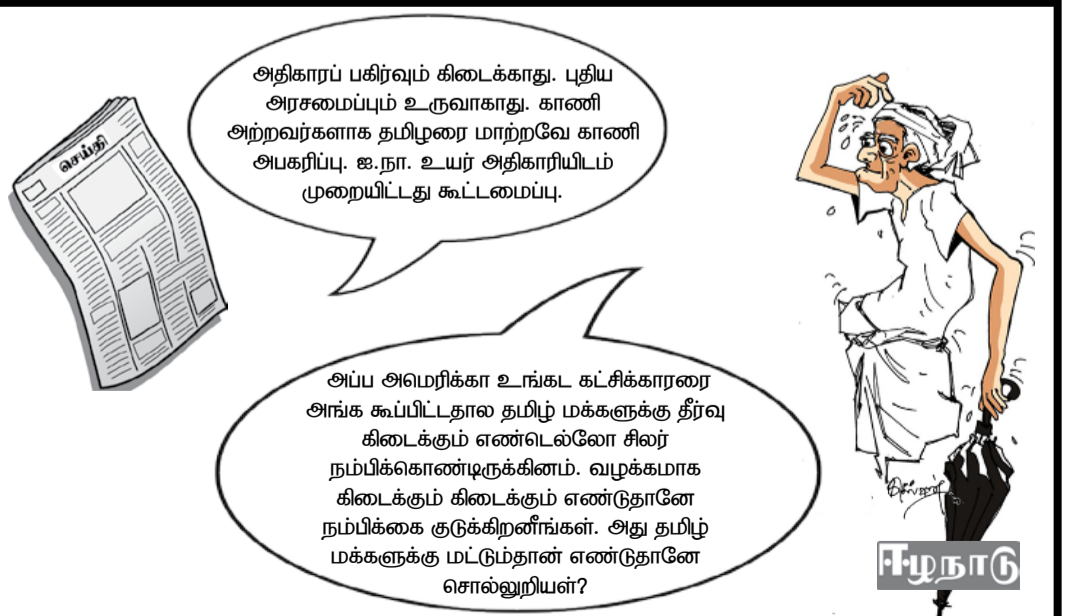 செய்தி
அதிகாரப் பகிர்வும் கிடைக்காது. புதிய
அரசமைப்பும் உருவாகாது. காணி
அற்றவர்களாக தமிழரை மாற்றவே காணி
அபகரிப்பு. ஐ.நா. உயர் அதிகாரியிடம்
முறையிட்டது கூட்டமைப்பு.
அப்ப அமெரிக்கா உங்கட கட்சிக்காரரை
அங்க கூப்பிட்டதால தமிழ் மக்களுக்கு தீர்வு
கிடைக்கும் எண்டெல்லோ சிலர்
நம்பிக்கொண்டிருக்கினம். வழக்கமாக
கிடைக்கும் கிடைக்கும் எண்டுதானே
நம்பிக்கை குடுக்கிறனீங்கள். அது தமிழ்
மக்களுக்கு மட்டும்தான் எண்டுதானே
சொல்லுறியள்?
ஈழநாடு